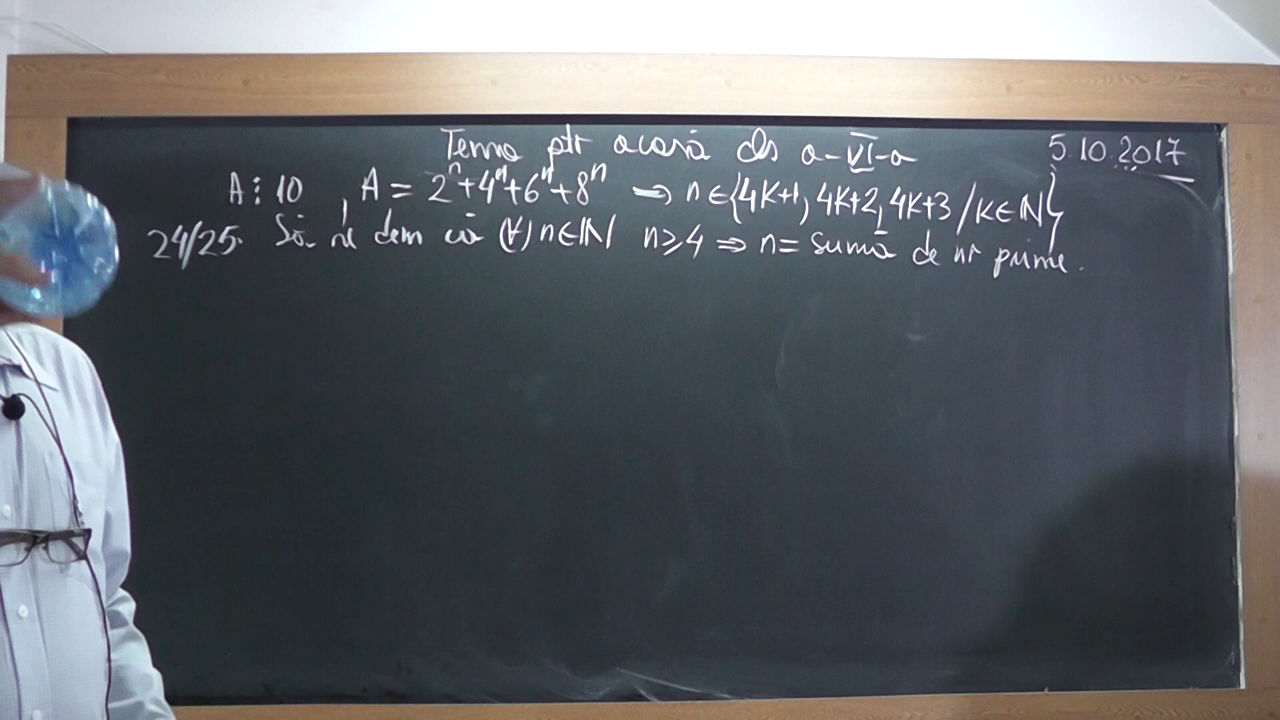 Tema ptr acasă cls a-VI-a 5.10.2017
A⋮10, A = 2ⁿ+4ⁿ+6ⁿ+8ⁿ → n∈{4K+1, 4K+2, 4K+3 / K∈ℕ}
24/25. Să se dem că (∀) n∈ℕ n≥4 ⇒ n = sumă de nr prime.